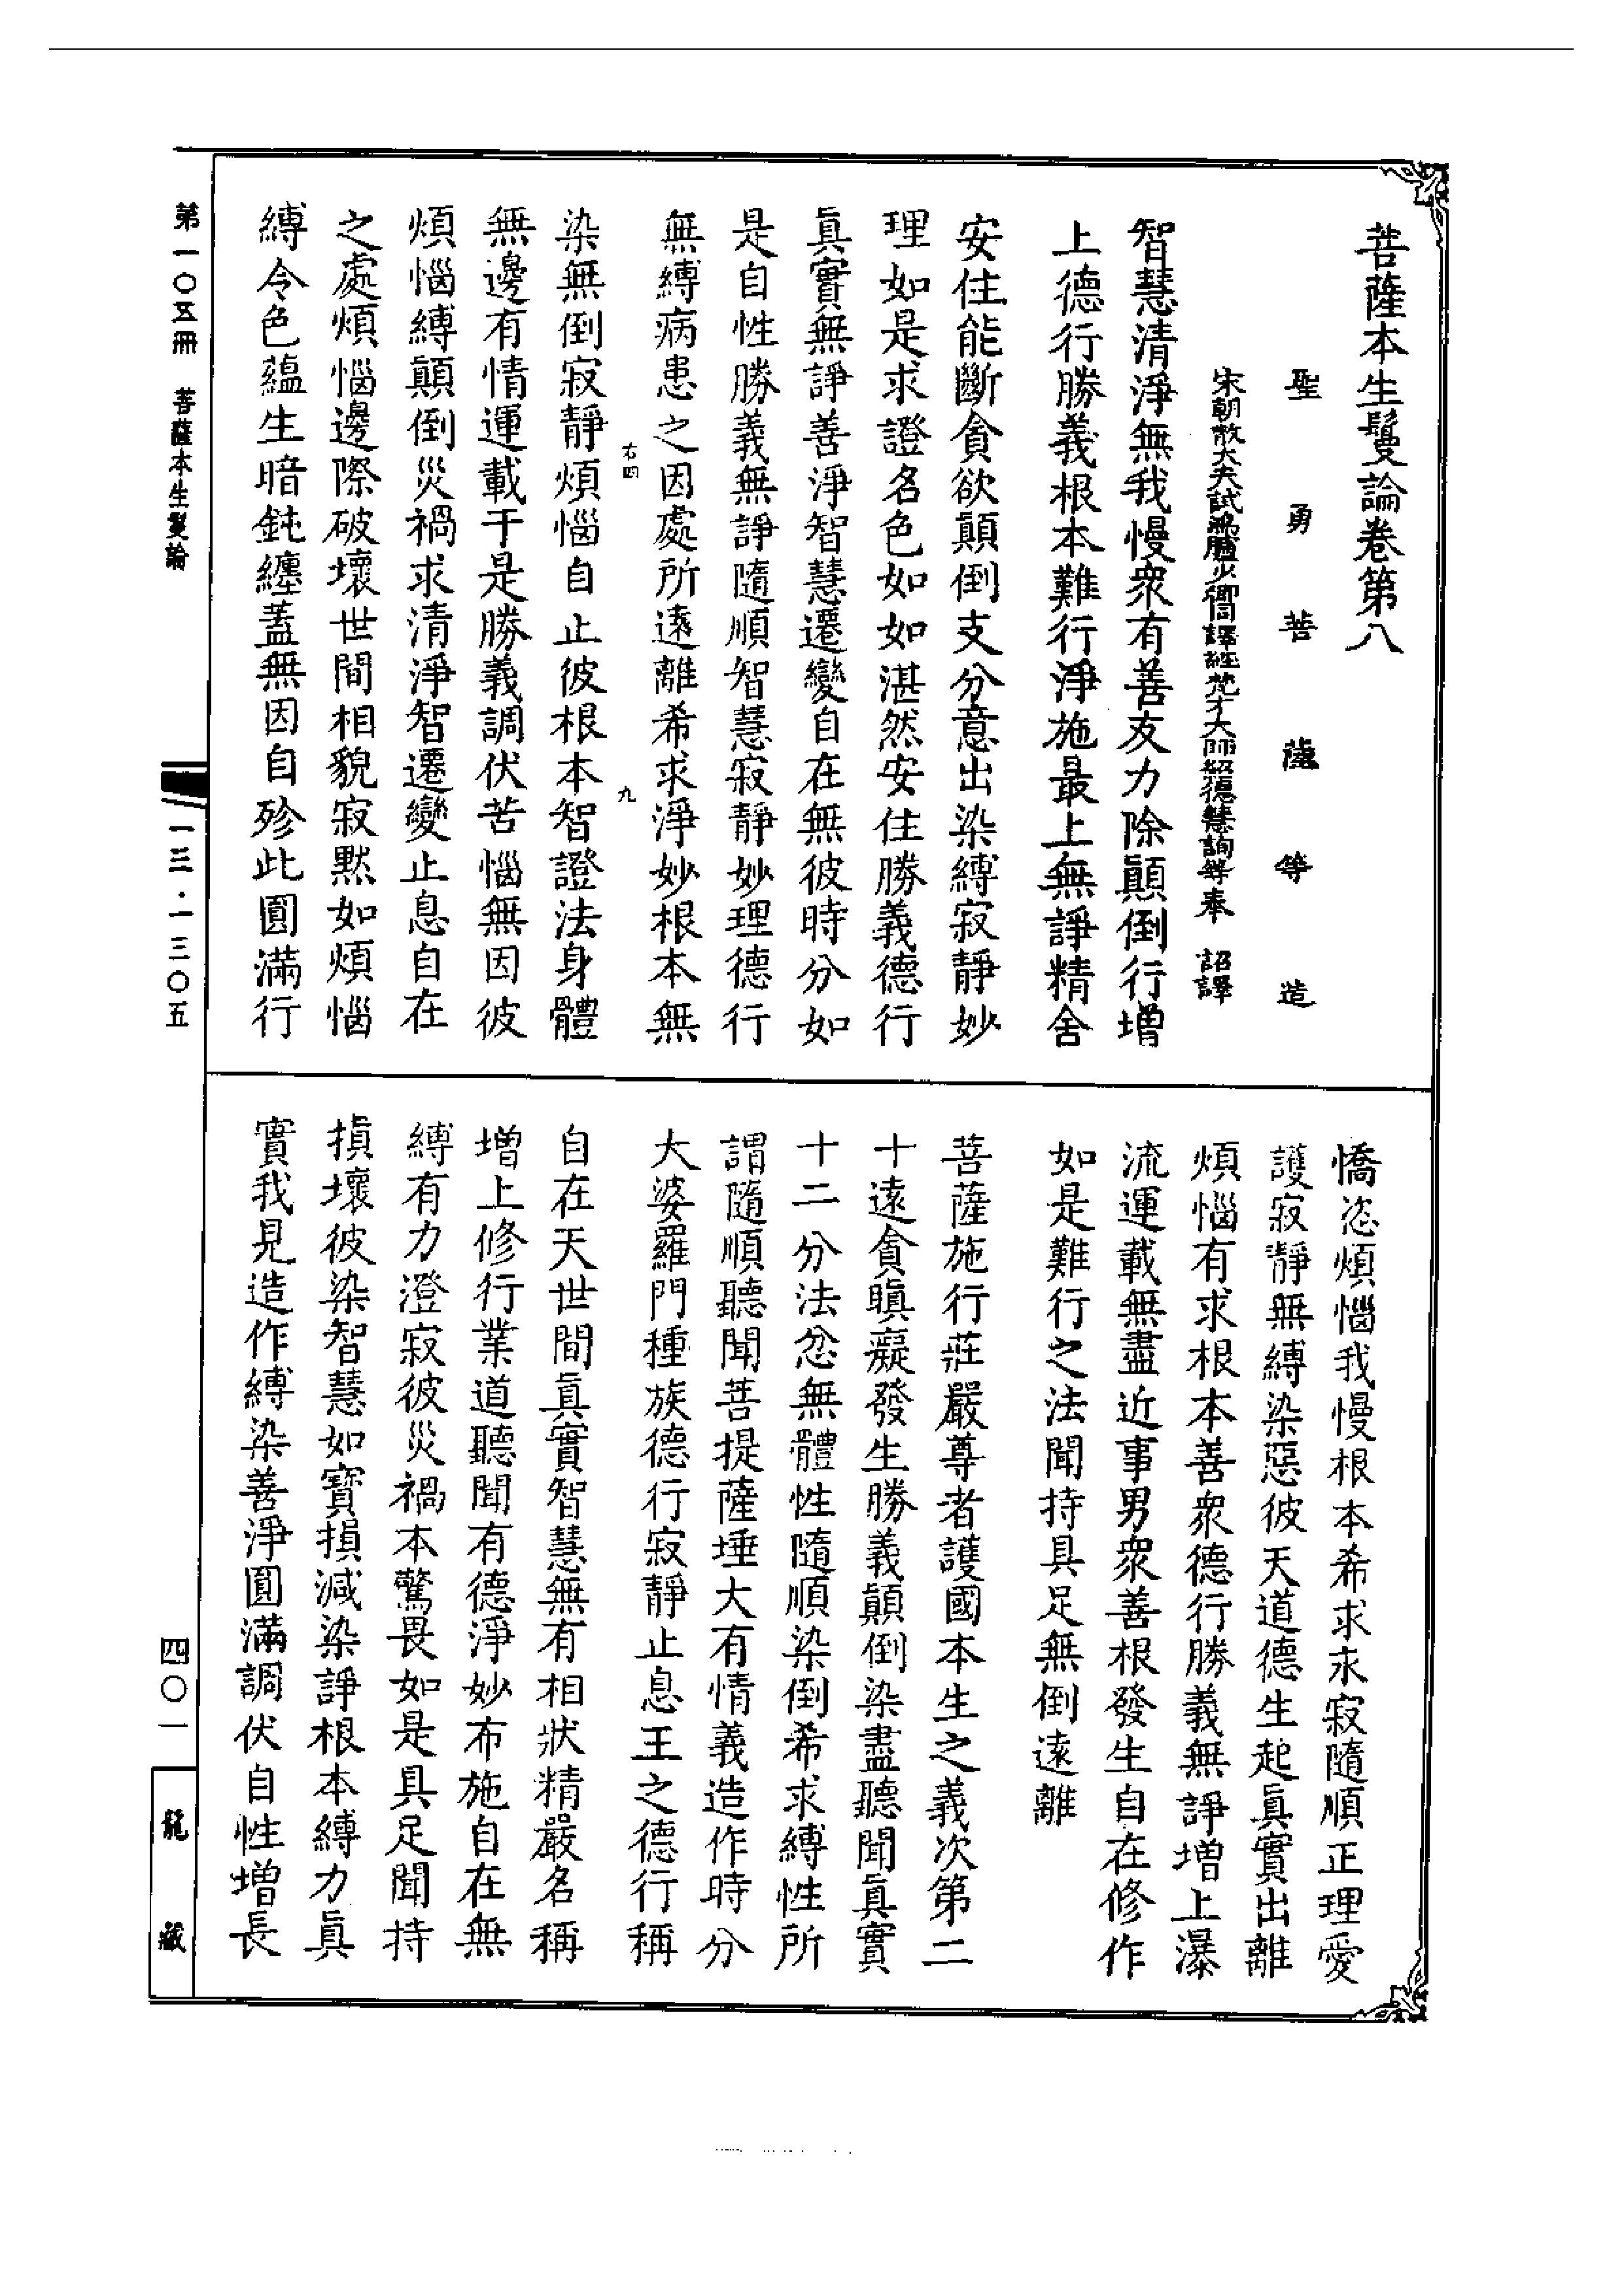 菩薩本生鬘論卷第八
聖勇菩薩等造
宋朝散大夫試鴻臚少卿同譯經梵才大師紹德慧詢等奉 詔譯
智慧清淨無我慢衆有善友力除顛倒行增
上德行勝義根本難行淨施最上無諍精舍
安住能斷貪欲顛倒支分意出染縛寂靜妙
理如是求證名色如如湛然安住勝義德行
眞實無諍善淨智慧遷變自在無彼時分如
是自性勝義無諍隨順智慧寂靜妙理德行
無縛病患之因處所遠離希求淨妙根本無
右四 九
染無倒寂靜煩惱自止彼根本智證法身體
無邊有情運載于是勝義調伏苦惱無因彼
煩惱縛顛倒災禍求清淨智遷變止息自在
之處煩惱邊際破壞世間相貌寂默如煩惱
縛令色蘊生暗鈍纏蓋無因自殄此圓滿行
憍恣煩惱我慢根本希求永寂隨順正理愛
護寂靜無縛染惡彼天道德生起眞實出離
煩惱有求根本善衆德行勝義無諍增上瀑
流運載無盡近事男衆善根發生自在修作
如是難行之法聞持具足無倒遠離
菩薩施行莊嚴尊者護國本生之義次第二
十遠貪瞋癡發生勝義顛倒染盡聽聞眞實
十二分法忿無體性隨順染倒希求縛性所
謂隨順聽聞菩提薩埵大有情義造作時分
大婆羅門種族德行寂靜止息王之德行稱
自在天世間眞實智慧無有相狀精嚴名稱
增上修行業道聽聞有德淨妙布施自在無
縛有力澄寂彼災禍本驚畏如是具足聞持
損壞彼染智慧如寶損減染諍根本縛力眞
實我見造作縛染善淨圓滿調伏自性增長
第一〇五冊 菩薩本生鬘論
一三·一三〇五
四〇一
龍藏